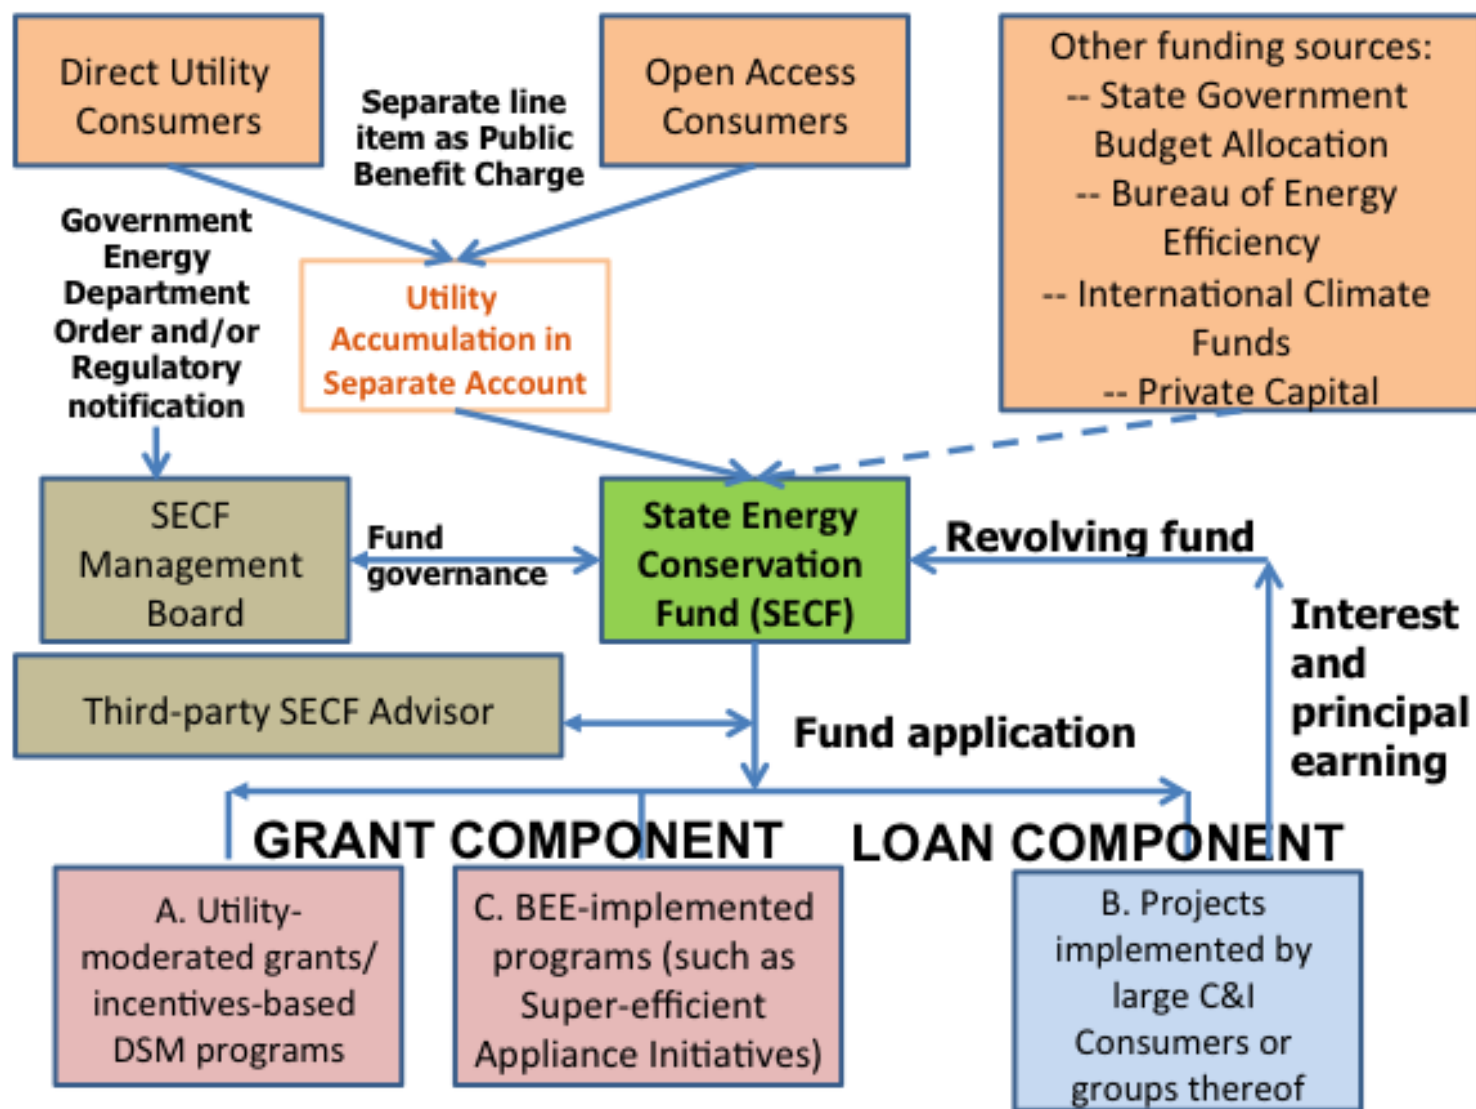 Direct Utility
Consumers
Separate line
item as Public
Benefit Charge
Open Access
Consumers
Other funding sources:
-- State Government
Budget Allocation
-- Bureau of Energy
Efficiency
-- International Climate
Funds
-- Private Capital
Government
Energy
Department
Order and/or
Regulatory
notification
Utility
Accumulation in
Separate Account
SECF
Management
Board
Fund
governance
State Energy
Conservation
Fund (SECF)
Revolving fund
Interest
and
principal
earning
Third-party SECF Advisor
Fund application
GRANT COMPONENT
LOAN COMPONENT
A. Utility-
moderated grants/
incentives-based
DSM programs
C. BEE-implemented
programs (such as
Super-efficient
Appliance Initiatives)
B. Projects
implemented by
large C&I
Consumers or
groups thereof